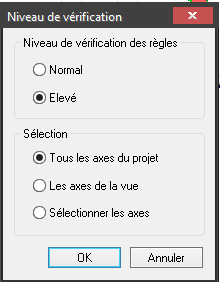 Niveau de vérification
Niveau de vérification des règles
Normal
Elevé
Sélection
Tous les axes du projet
Les axes de la vue
Sélectionner les axes
OK
Annuler